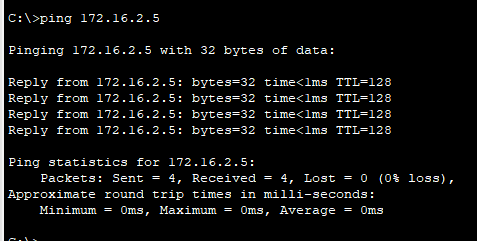 C:\>ping 172.16.2.5
Pinging 172.16.2.5 with 32 bytes of data:
Reply from 172.16.2.5: bytes=32 time<1ms TTL=128
Reply from 172.16.2.5: bytes=32 time<1ms TTL=128
Reply from 172.16.2.5: bytes=32 time<1ms TTL=128
Reply from 172.16.2.5: bytes=32 time<1ms TTL=128
Ping statistics for 172.16.2.5:
Packets: Sent = 4, Received = 4, Lost = 0 (0% loss),
Approximate round trip times in milli-seconds:
Minimum = 0ms, Maximum = 0ms, Average = 0ms
C:\>